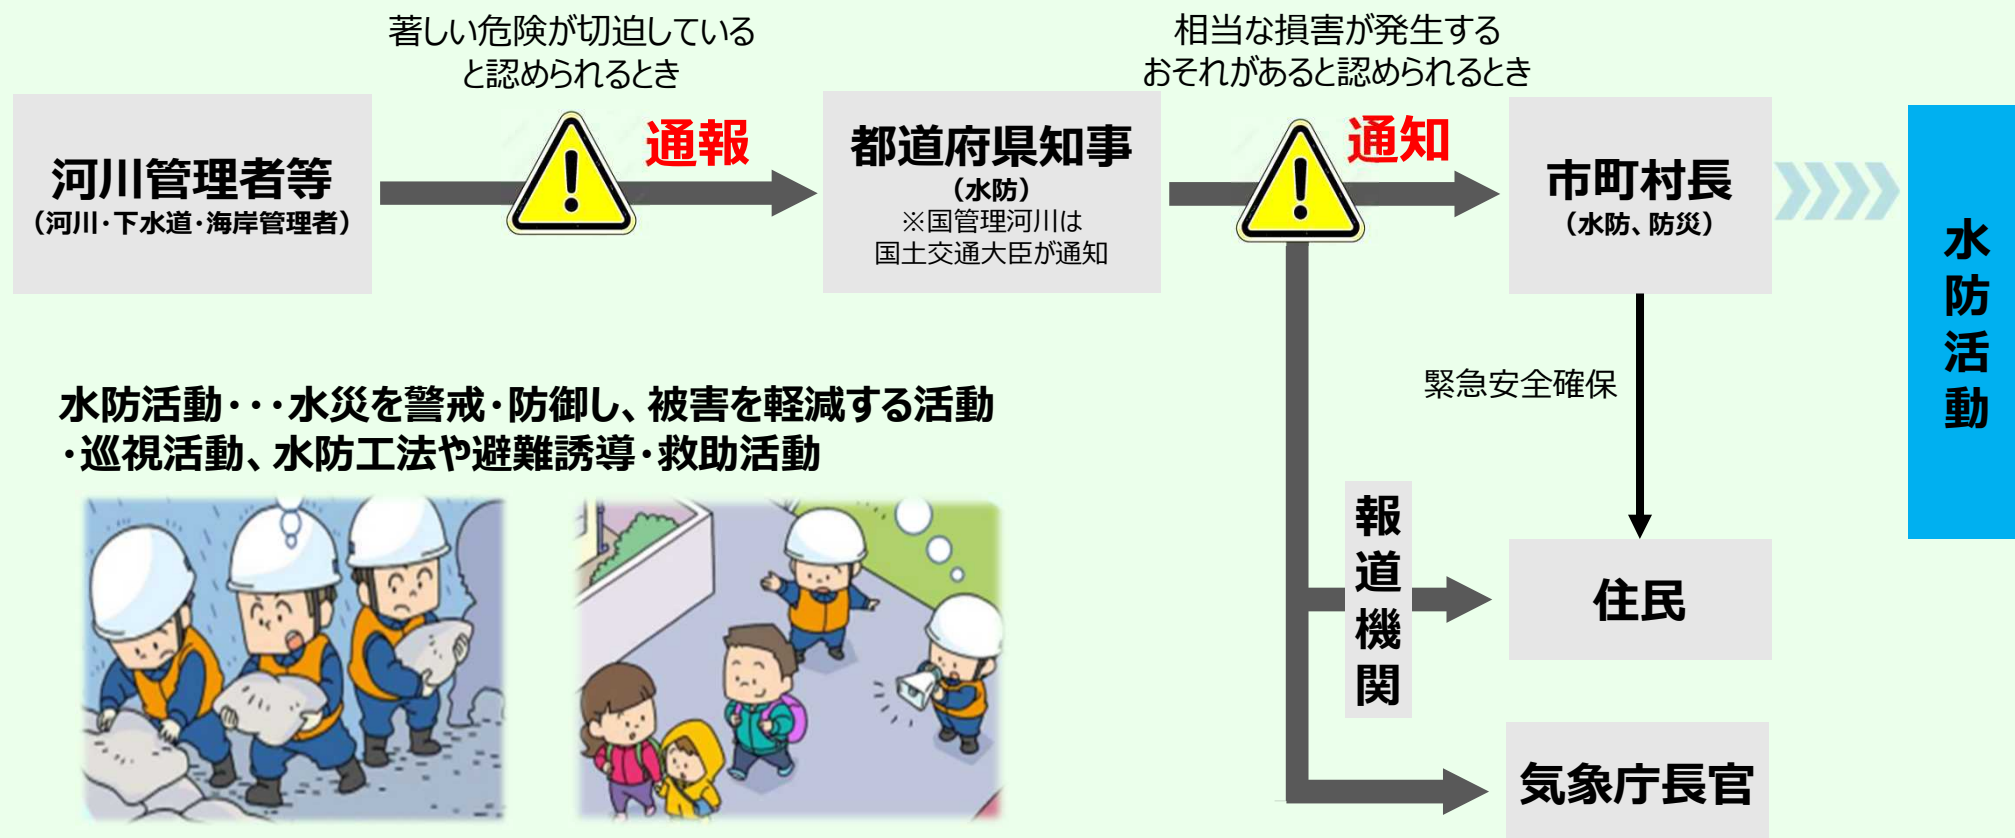 著しい危険が切迫している
と認められるとき
相当な損害が発生する
おそれがあると認められるとき
河川管理者等
（河川・下水道・海岸管理者）
通報
都道府県知事
（水防）
※国管理河川は
国土交通大臣が通知
通知
市町村長
（水防、防災）
水防活動
緊急安全確保
水防活動・・・水災を警戒・防御し、被害を軽減する活動
・巡視活動、水防工法や避難誘導・救助活動
報道機関
住民
気象庁長官